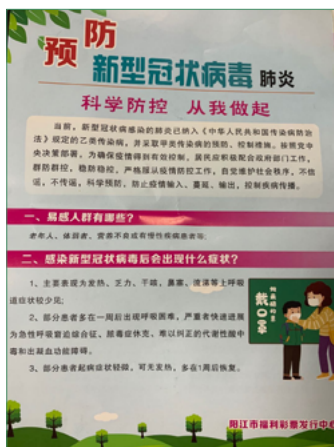 预防
新型冠状病毒 肺炎
科学防控 从我做起
当前，新型冠状病感染的肺炎已纳入《中华人民共和国传染病防治
法》规定的乙类传染病，并采取甲类传染病的预防、控制措施。按照党中
央决策部署，为确保疫情得到有效控制，居民应积极配合政府部门工作，
群防群控，稳防稳控，严格服从疫情防控工作，自觉维护社会秩序，不信
谣，不传谣，科学预防，防止疫情输入、蔓延、输出，控制疾病传播。
一、易感人群有哪些？
老年人、体弱者、营养不良或有慢性疾病患者等；
二、感染新型冠状病毒后会出现什么症状？
1、主要表现为发热、乏力、干咳，鼻塞，流涕等上呼吸
道症状较少见；
2、部分患者多在一周后出现呼吸困难，严重者快速进展
为急性呼吸窘迫综合征、脓毒症休克、难以纠正的代谢性酸中
毒和出凝血功能障碍。
3、部分患者起病症状轻微，可无发热，多在1周后恢复。
戴口罩
阳江市福利彩票发行中心